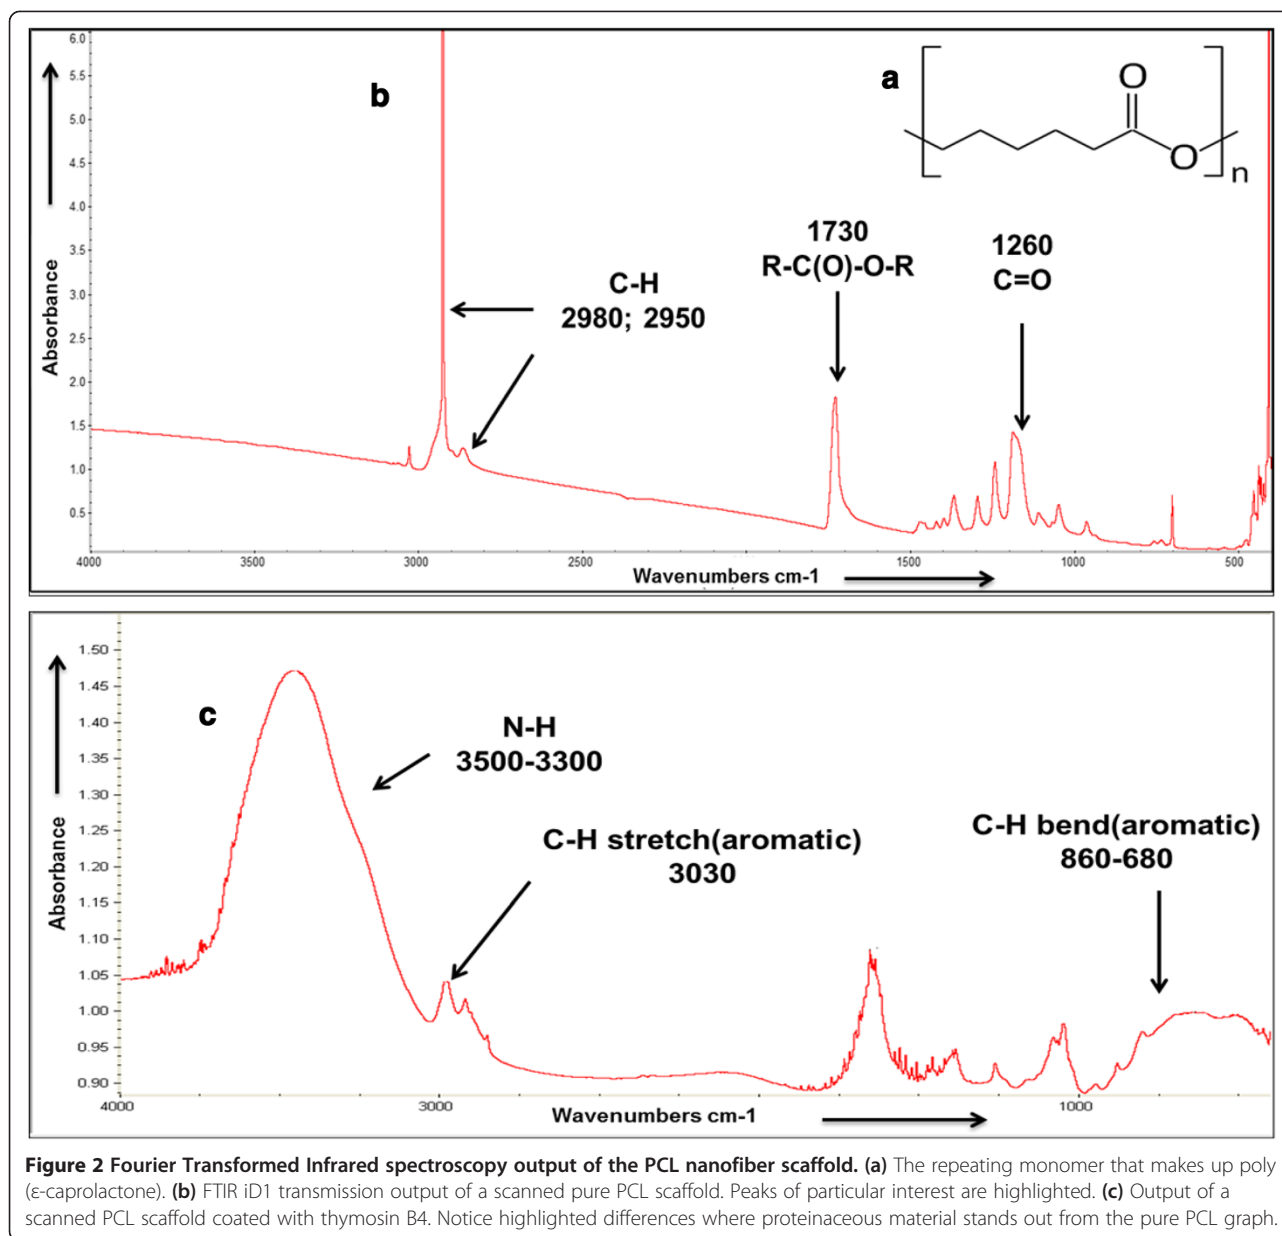 6.0
5.5
5.0
4.5
4.0
3.5
3.0
2.5
2.0
1.5
1.0
0.5
Absorbance
b
a
O
O
n
C-H
2980; 2950
1730
R-C(O)-O-R
1260
C=O
4000 3500 3000 2500 2000 1500 1000 500
Wavenumbers cm-1
1.50
1.45
1.40
1.35
1.30
1.25
1.20
1.15
1.10
1.05
1.00
0.95
0.90
Absorbance
c
N-H
3500-3300
C-H stretch(aromatic)
3030
C-H bend(aromatic)
860-680
4000 3000 1000
Wavenumbers cm-1
Figure 2 Fourier Transformed Infrared spectroscopy output of the PCL nanofiber scaffold. (a) The repeating monomer that makes up poly
(ε-caprolactone). (b) FTIR iD1 transmission output of a scanned pure PCL scaffold. Peaks of particular interest are highlighted. (c) Output of a
scanned PCL scaffold coated with thymosin B4. Notice highlighted differences where proteinaceous material stands out from the pure PCL graph.